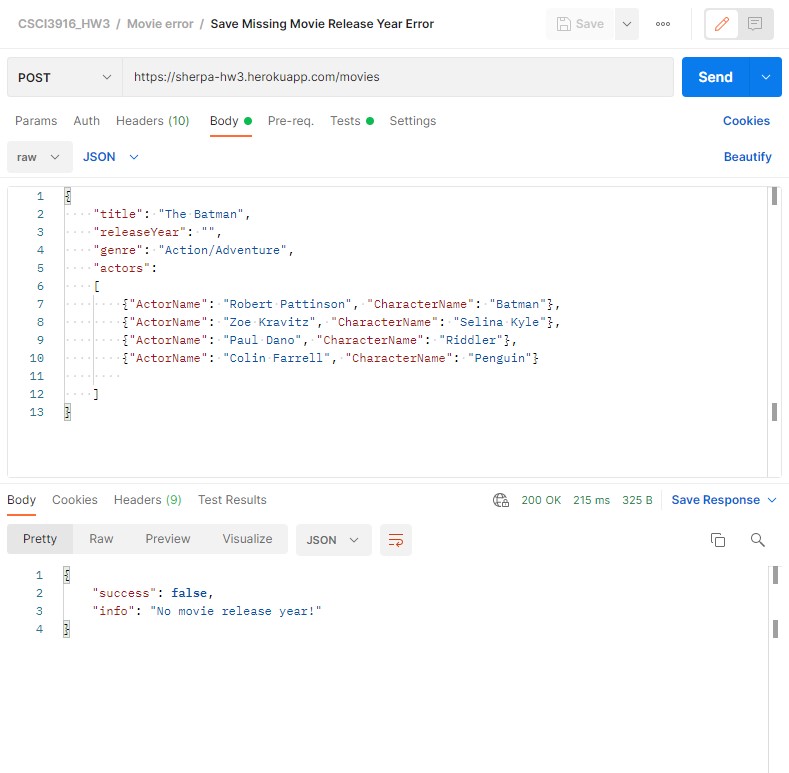 CSCI3916_HW3 / Movie error / Save Missing Movie Release Year Error Save
POST https://sherpa-hw3.herokuapp.com/movies Send
Params Auth Headers (10) Body Pre-req. Tests Settings Cookies
raw JSON Beautify
1 {
2 "title": "The Batman",
3 "releaseYear": "",
4 "genre": "Action/Adventure",
5 "actors":
6 [
7 {"ActorName": "Robert Pattinson", "CharacterName": "Batman"},
8 {"ActorName": "Zoe Kravitz", "CharacterName": "Selina Kyle"},
9 {"ActorName": "Paul Dano", "CharacterName": "Riddler"},
10 {"ActorName": "Colin Farrell", "CharacterName": "Penguin"}
11
12 ]
13 }
Body Cookies Headers (9) Test Results 200 OK 215 ms 325 B Save Response
Pretty Raw Preview Visualize JSON
1 {
2 "success": false,
3 "info": "No movie release year!"
4 }